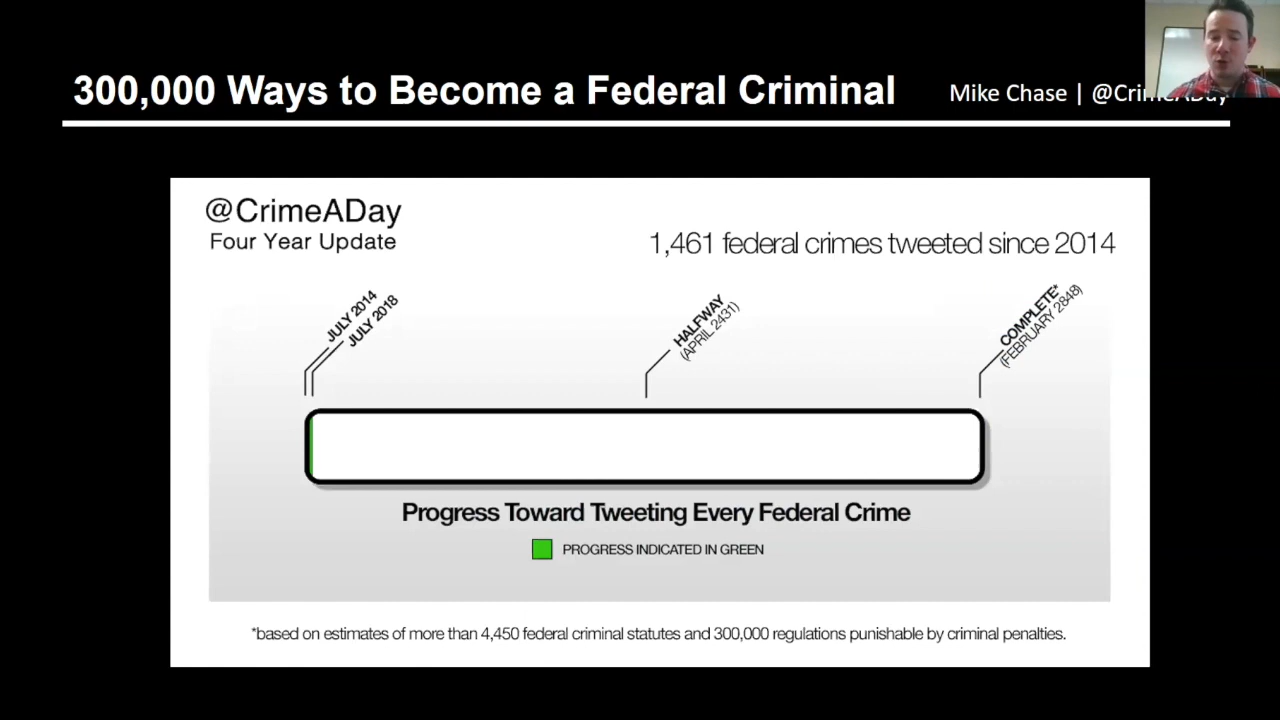 300,000 Ways to Become a Federal Criminal
Mike Chase | @CrimeADay
@CrimeADay
Four Year Update
1,461 federal crimes tweeted since 2014
JULY 2014
JULY 2018
HALFWAY
(APRIL 2431)
COMPLETE*
(FEBRUARY 2848)
Progress Toward Tweeting Every Federal Crime
PROGRESS INDICATED IN GREEN
*based on estimates of more than 4,450 federal criminal statutes and 300,000 regulations punishable by criminal penalties.